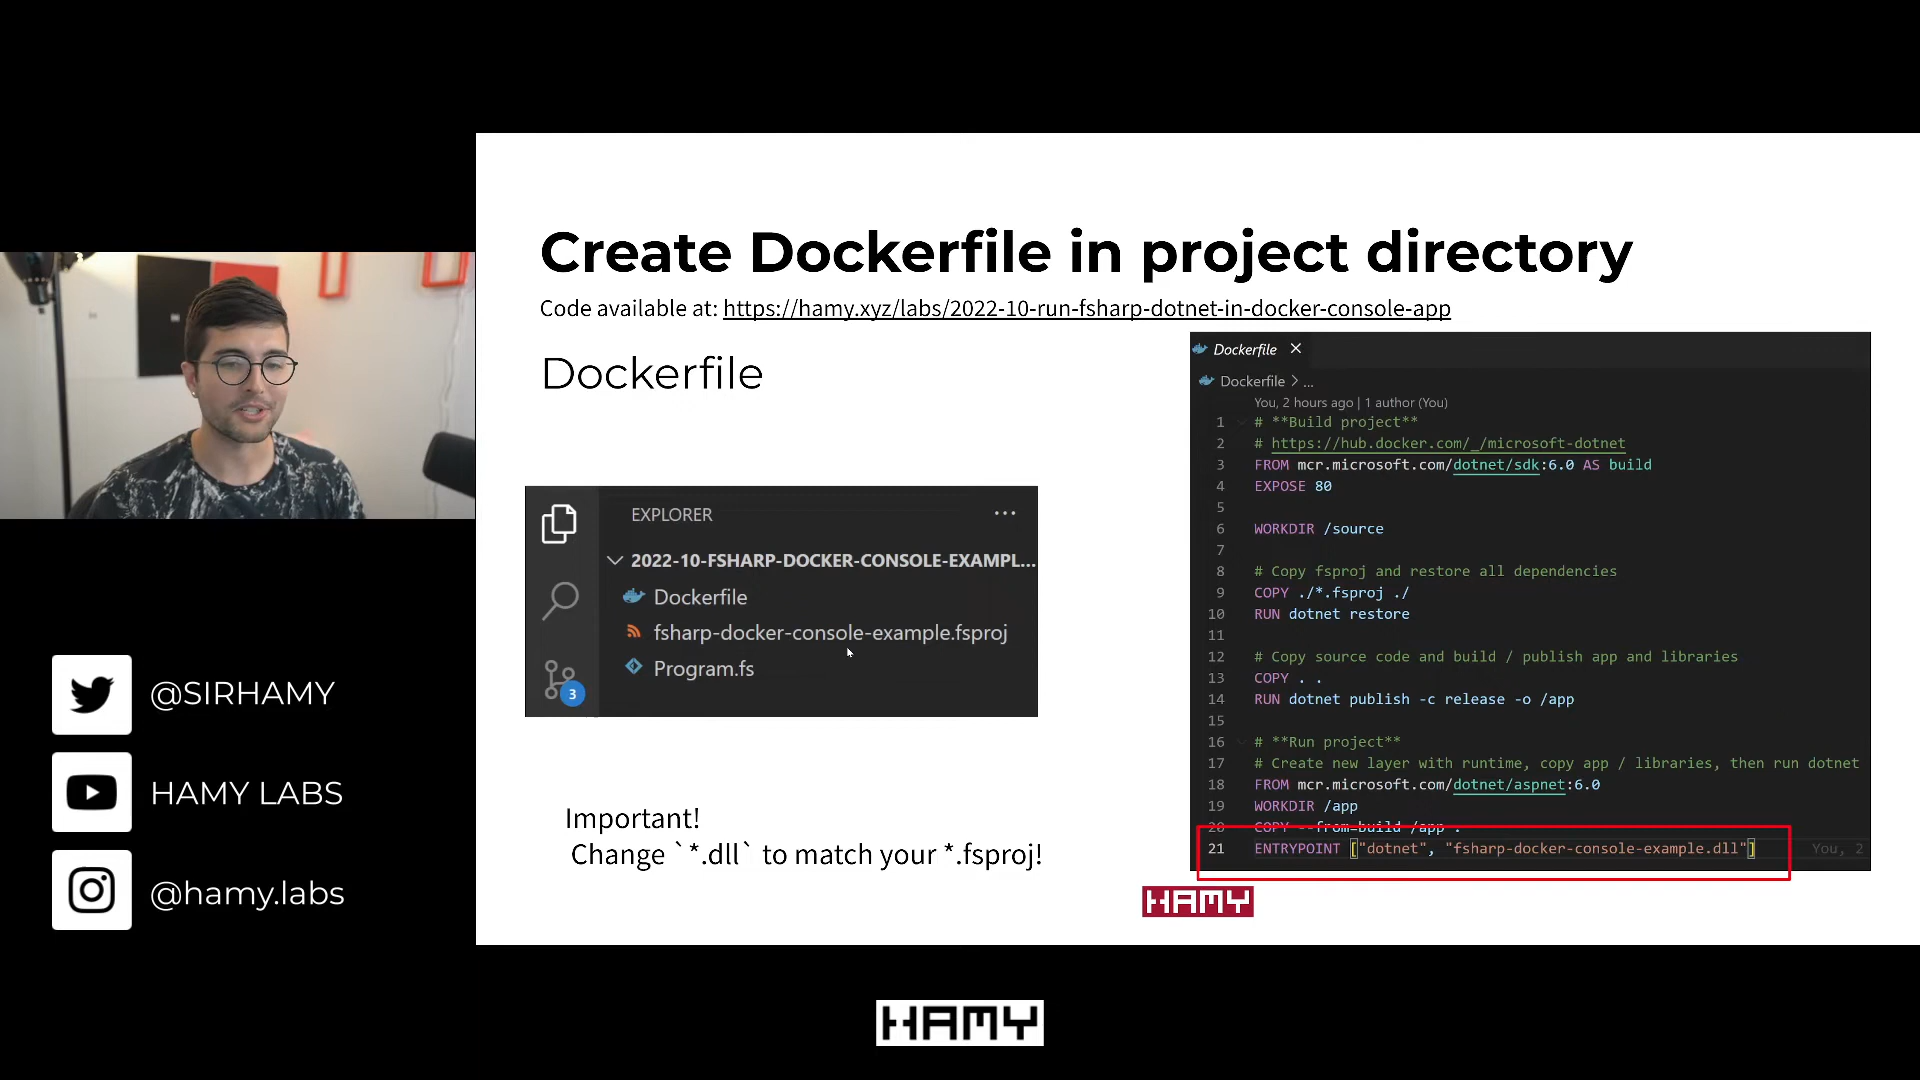 Create Dockerfile in project directory
Code available at: https://hamy.xyz/labs/2022-10-run-fsharp-dotnet-in-docker-console-app
Dockerfile
EXPLORER
2022-10-FSHARP-DOCKER-CONSOLE-EXAMPL...
Dockerfile
fsharp-docker-console-example.fsproj
Program.fs
3
Important!
Change `*.dll` to match your *.fsproj!
Dockerfile
Dockerfile > ...
You, 2 hours ago | 1 author (You)
1 # **Build project**
2 # https://hub.docker.com/_/microsoft-dotnet
3 FROM mcr.microsoft.com/dotnet/sdk:6.0 AS build
4 EXPOSE 80
5
6 WORKDIR /source
7
8 # Copy fsproj and restore all dependencies
9 COPY ./*.fsproj ./
10 RUN dotnet restore
11
12 # Copy source code and build / publish app and libraries
13 COPY . .
14 RUN dotnet publish -c release -o /app
15
16 # **Run project**
17 # Create new layer with runtime, copy app / libraries, then run dotnet
18 FROM mcr.microsoft.com/dotnet/aspnet:6.0
19 WORKDIR /app
20 COPY --from=build /app .
21 ENTRYPOINT ["dotnet", "fsharp-docker-console-example.dll"] You, 2
HAMY
@SIRHAMY
HAMY LABS
@hamy.labs
HAMY